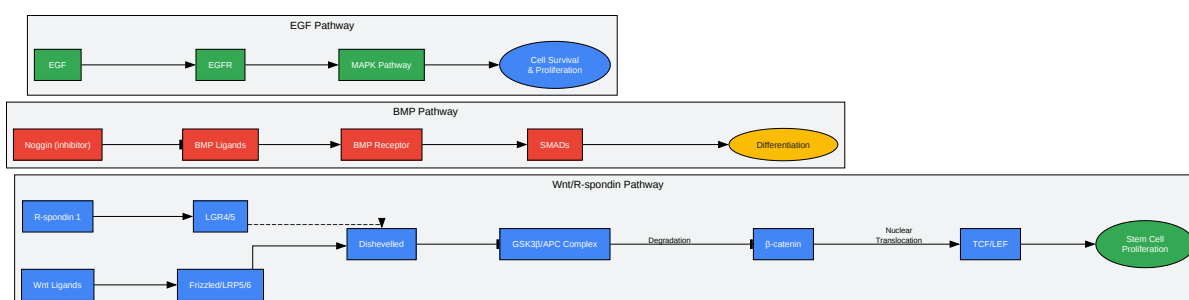 EGF Pathway
EGF
EGFR
MAPK Pathway
Cell Survival
& Proliferation
BMP Pathway
Noggin (inhibitor)
BMP Ligands
BMP Receptor
SMADs
Differentiation
Wnt/R-spondin Pathway
R-spondin 1
LGR4/5
Dishevelled
GSK3β/APC Complex
Degradation
β-catenin
Nuclear
Translocation
TCF/LEF
Stem Cell
Proliferation
Wnt Ligands
Frizzled/LRP5/6